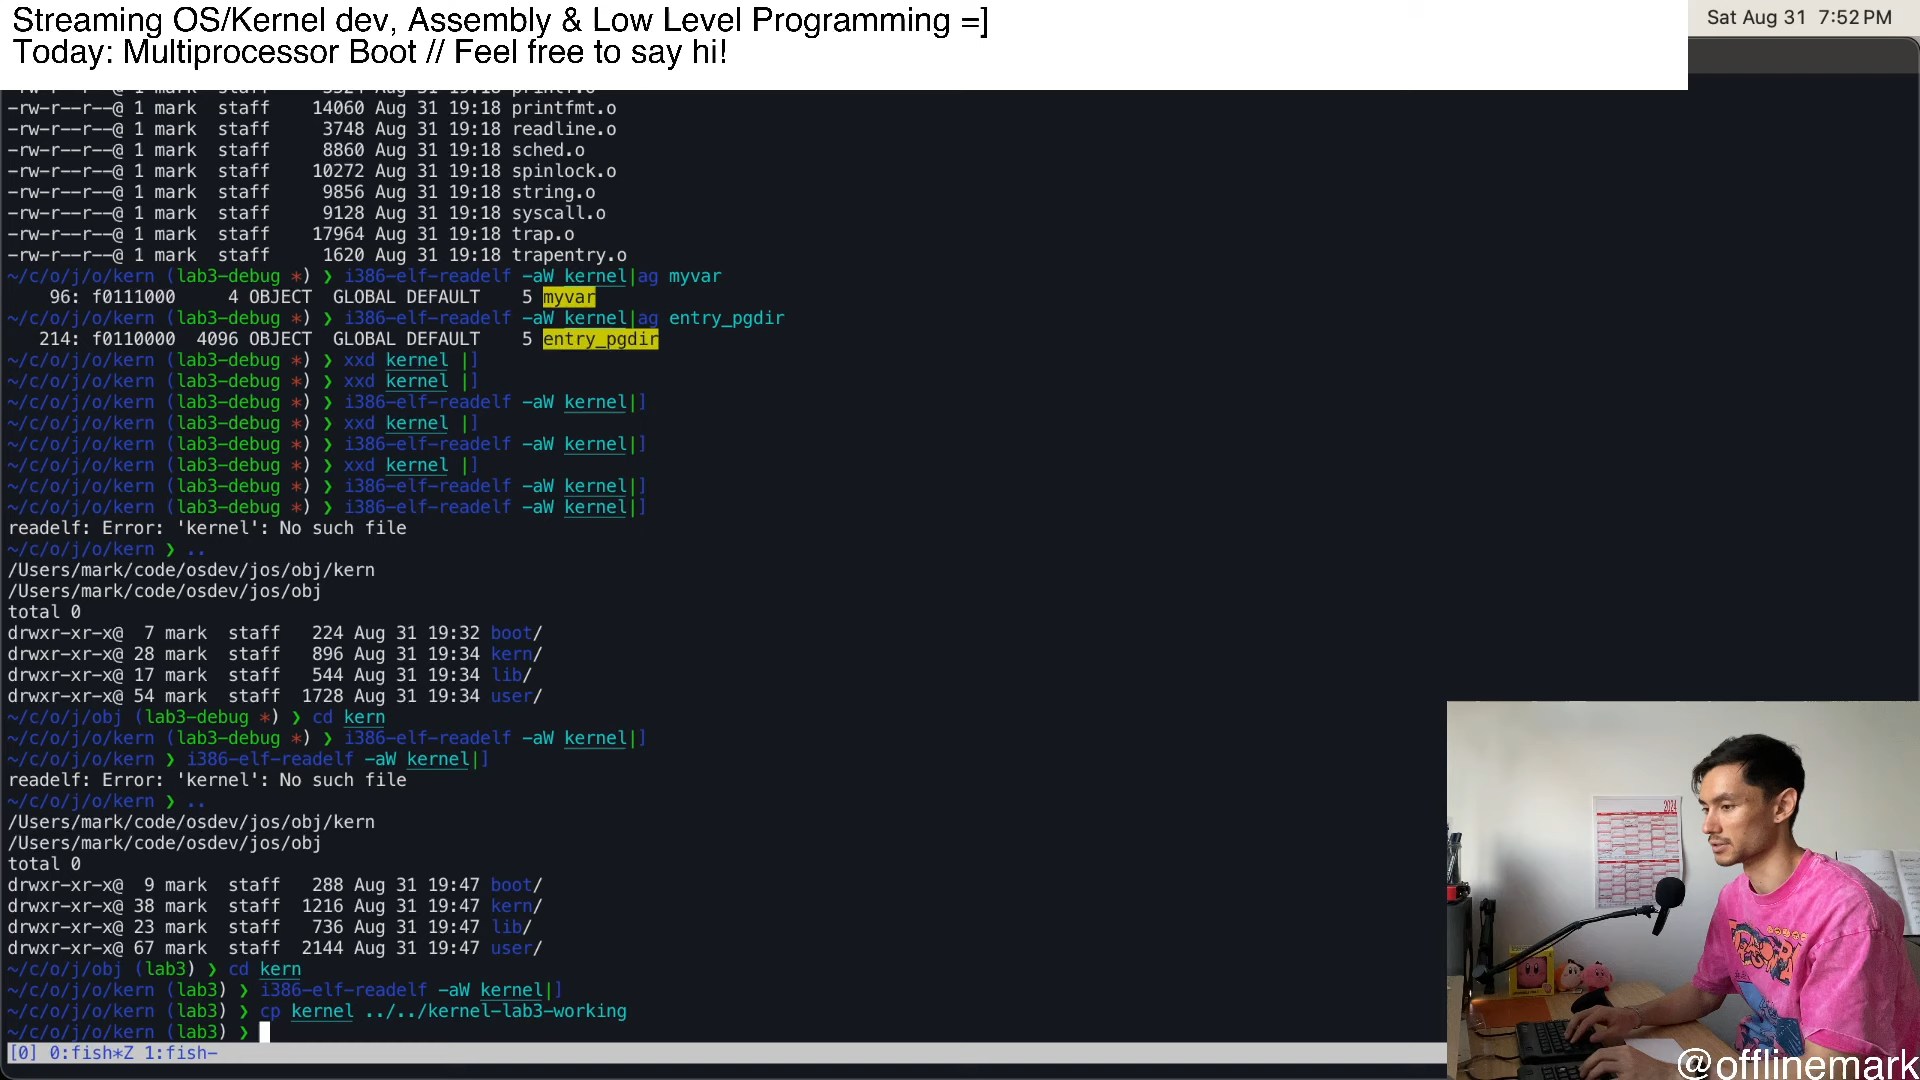 Streaming OS/Kernel dev, Assembly & Low Level Programming =]
Today: Multiprocessor Boot // Feel free to say hi!
Sat Aug 31 7:52 PM
-rw-r--r--@ 1 mark staff 14060 Aug 31 19:18 printfmt.o
-rw-r--r--@ 1 mark staff 3748 Aug 31 19:18 readline.o
-rw-r--r--@ 1 mark staff 8860 Aug 31 19:18 sched.o
-rw-r--r--@ 1 mark staff 10272 Aug 31 19:18 spinlock.o
-rw-r--r--@ 1 mark staff 9856 Aug 31 19:18 string.o
-rw-r--r--@ 1 mark staff 9128 Aug 31 19:18 syscall.o
-rw-r--r--@ 1 mark staff 17964 Aug 31 19:18 trap.o
-rw-r--r--@ 1 mark staff 1620 Aug 31 19:18 trapentry.o
~/c/o/j/o/kern (lab3-debug *) ❯ i386-elf-readelf -aW kernel|ag myvar
96: f0111000 4 OBJECT GLOBAL DEFAULT 5 myvar
~/c/o/j/o/kern (lab3-debug *) ❯ i386-elf-readelf -aW kernel|ag entry_pgdir
214: f0110000 4096 OBJECT GLOBAL DEFAULT 5 entry_pgdir
~/c/o/j/o/kern (lab3-debug *) ❯ xxd kernel |]
~/c/o/j/o/kern (lab3-debug *) ❯ xxd kernel |]
~/c/o/j/o/kern (lab3-debug *) ❯ i386-elf-readelf -aW kernel|]
~/c/o/j/o/kern (lab3-debug *) ❯ xxd kernel |]
~/c/o/j/o/kern (lab3-debug *) ❯ i386-elf-readelf -aW kernel|]
~/c/o/j/o/kern (lab3-debug *) ❯ xxd kernel |]
~/c/o/j/o/kern (lab3-debug *) ❯ i386-elf-readelf -aW kernel|]
~/c/o/j/o/kern (lab3-debug *) ❯ i386-elf-readelf -aW kernel|]
readelf: Error: 'kernel': No such file
~/c/o/j/o/kern ❯ ..
/Users/mark/code/osdev/jos/obj/kern
/Users/mark/code/osdev/jos/obj
total 0
drwxr-xr-x@ 7 mark staff 224 Aug 31 19:32 boot/
drwxr-xr-x@ 28 mark staff 896 Aug 31 19:34 kern/
drwxr-xr-x@ 17 mark staff 544 Aug 31 19:34 lib/
drwxr-xr-x@ 54 mark staff 1728 Aug 31 19:34 user/
~/c/o/j/obj (lab3-debug *) ❯ cd kern
~/c/o/j/o/kern (lab3-debug *) ❯ i386-elf-readelf -aW kernel|]
~/c/o/j/o/kern ❯ i386-elf-readelf -aW kernel|]
readelf: Error: 'kernel': No such file
~/c/o/j/o/kern ❯ ..
/Users/mark/code/osdev/jos/obj/kern
/Users/mark/code/osdev/jos/obj
total 0
drwxr-xr-x@ 9 mark staff 288 Aug 31 19:47 boot/
drwxr-xr-x@ 38 mark staff 1216 Aug 31 19:47 kern/
drwxr-xr-x@ 23 mark staff 736 Aug 31 19:47 lib/
drwxr-xr-x@ 67 mark staff 2144 Aug 31 19:47 user/
~/c/o/j/obj (lab3) ❯ cd kern
~/c/o/j/o/kern (lab3) ❯ i386-elf-readelf -aW kernel|]
~/c/o/j/o/kern (lab3) ❯ cp kernel ../../kernel-lab3-working
~/c/o/j/o/kern (lab3) ❯
[0] 0:fish*Z 1:fish-
2024
@offlinemark